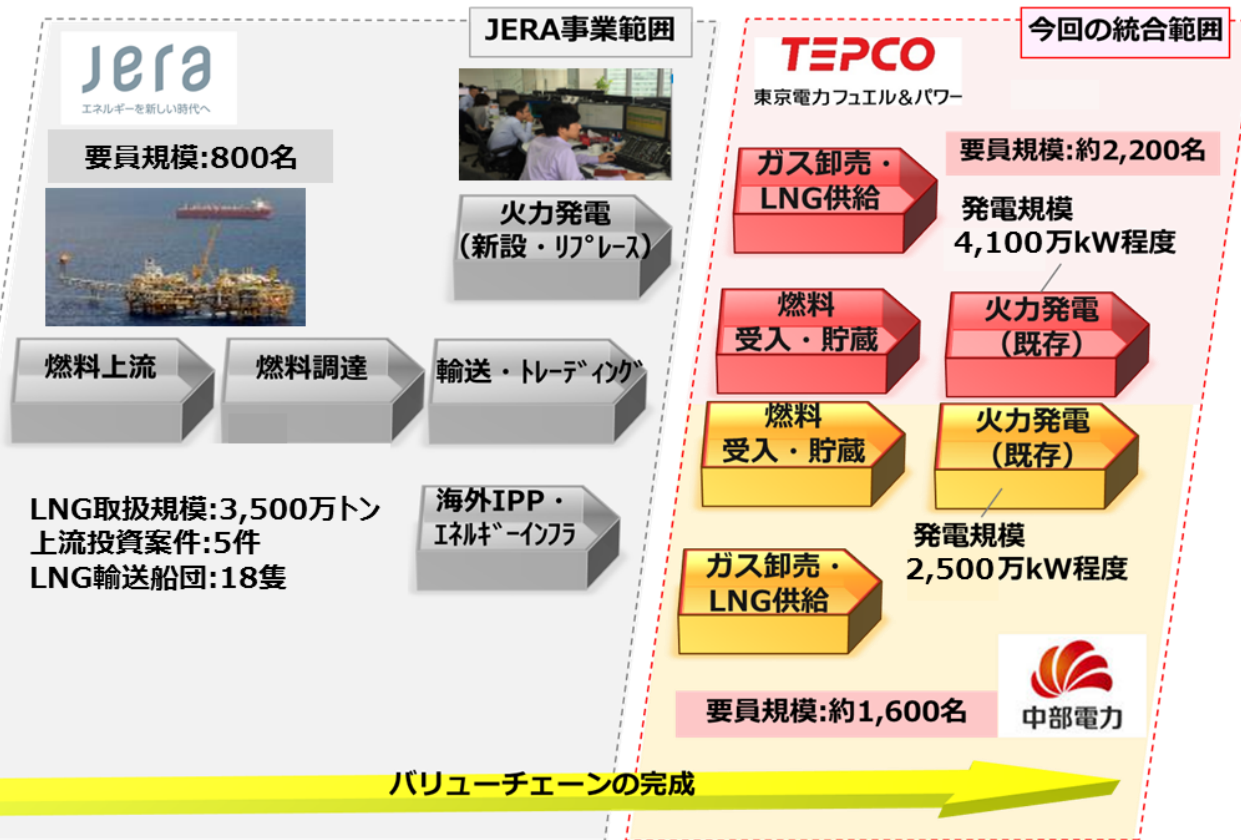 JERA事業範囲
Jera
エネルギーを新しい時代へ
要員規模:800名
火力発電
(新設・ﾘﾌﾟﾚｰｽ)
燃料上流
燃料調達
輸送・ﾄﾚｰﾃﾞｨﾝｸﾞ
LNG取扱規模:3,500万トン
上流投資案件:5件
LNG輸送船団:18隻
海外IPP・
ｴﾈﾙｷﾞｰｲﾝﾌﾗ
今回の統合範囲
TEPCO
東京電力フュエル&パワー
要員規模:約2,200名
ガス卸売・
LNG供給
発電規模
4,100万kW程度
燃料
受入・貯蔵
火力発電
(既存)
燃料
受入・貯蔵
火力発電
(既存)
発電規模
2,500万kW程度
ガス卸売・
LNG供給
要員規模:約1,600名
中部電力
バリューチェーンの完成